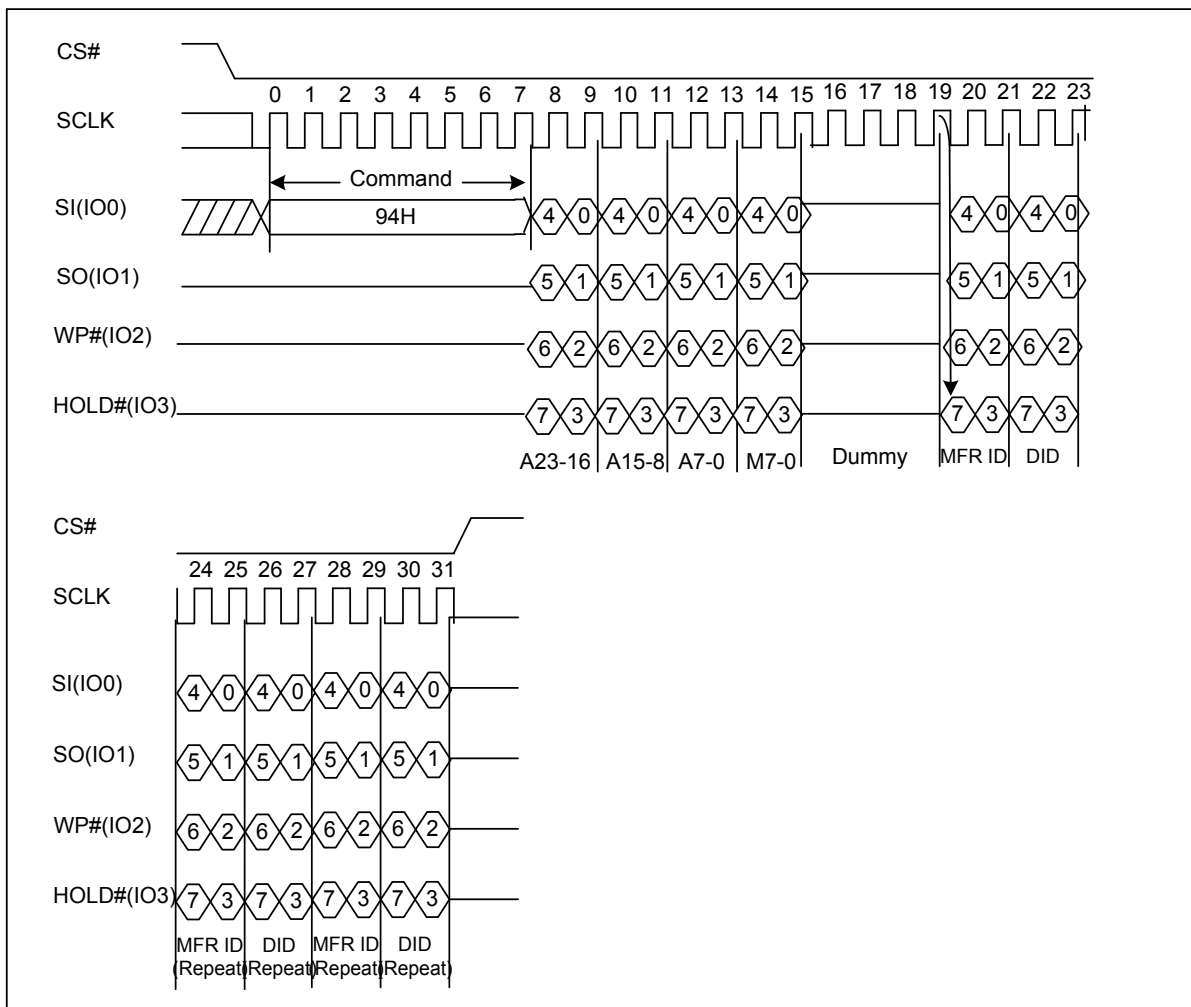 CS#
0 1 2 3 4 5 6 7 8 9 10 11 12 13 14 15 16 17 18 19 20 21 22 23
SCLK
Command
SI(IO0) 94H 4 0 4 0 4 0 4 0 4 0 4 0
SO(IO1) 5 1 5 1 5 1 5 1 5 1 5 1
WP#(IO2) 6 2 6 2 6 2 6 2 6 2 6 2
HOLD#(IO3) 7 3 7 3 7 3 7 3 7 3 7 3
A23-16 A15-8 A7-0 M7-0 Dummy MFR ID DID
CS#
24 25 26 27 28 29 30 31
SCLK
SI(IO0) 4 0 4 0 4 0 4 0
SO(IO1) 5 1 5 1 5 1 5 1
WP#(IO2) 6 2 6 2 6 2 6 2
HOLD#(IO3) 7 3 7 3 7 3 7 3
MFR ID DID MFR ID DID
(Repeat) (Repeat) (Repeat) (Repeat)